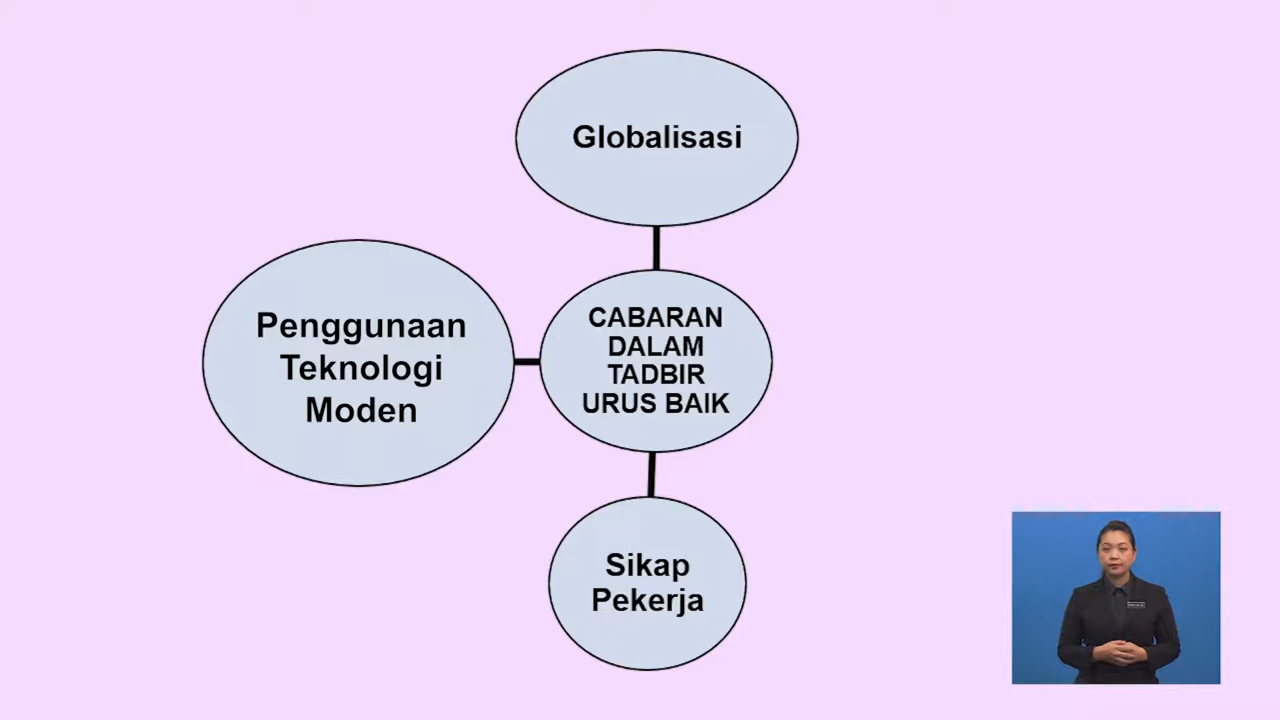 Globalisasi
Penggunaan
Teknologi
Moden
CABARAN
DALAM
TADBIR
URUS BAIK
Sikap
Pekerja